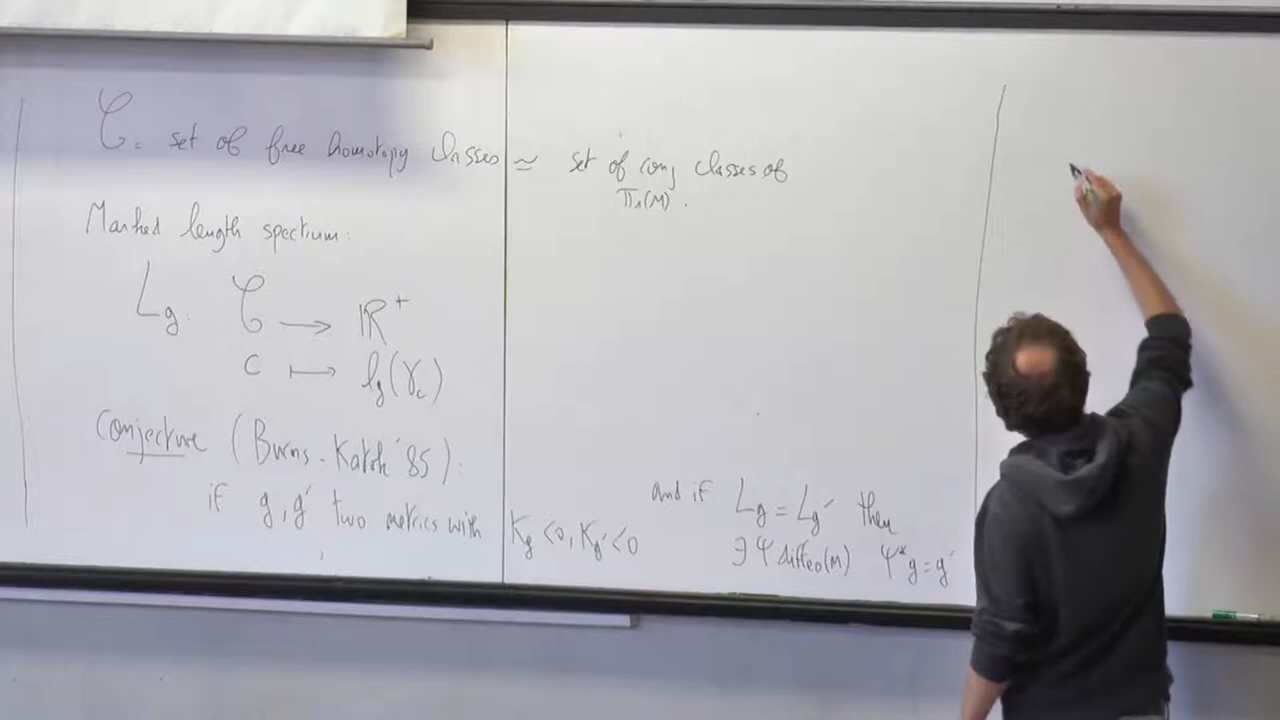 𝒞 = set of free homotopy classes ≃ set of conj classes of
π₁(M).
Marked length spectrum:
L_g: 𝒞 → ℝ⁺
c ↦ l_g(γ_c)
Conjecture (Burns-Katok '85):
if g, g' two metrics with K_g<0, K_g'<0 and if L_g = L_g' then
∃ ψ diffeo(M) ψ*g = g'